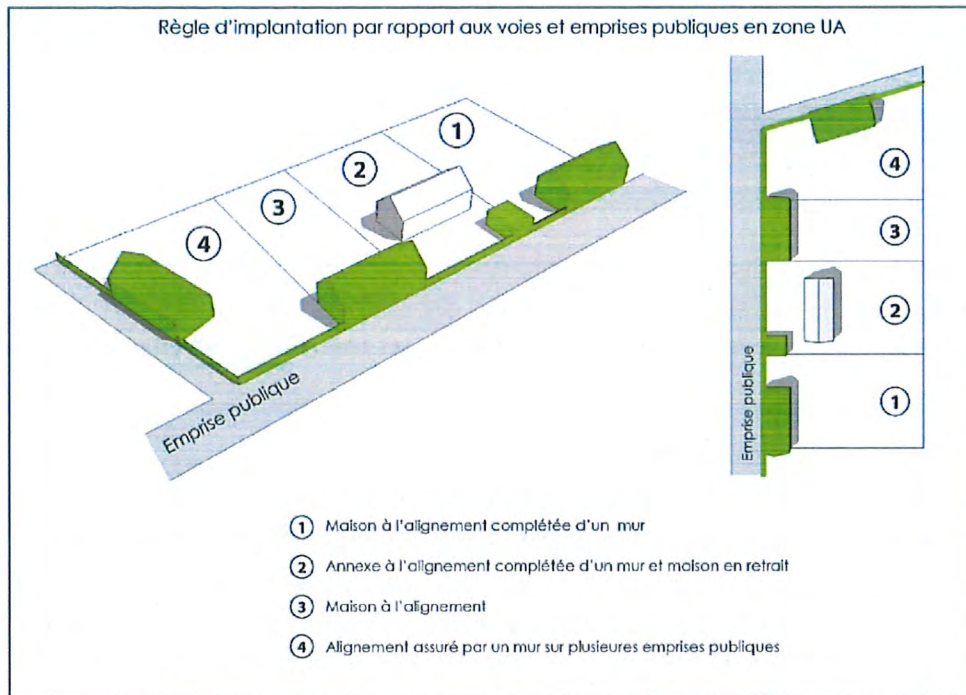 Règle d'implantation par rapport aux voies et emprises publiques en zone UA
1
2
3
4
Emprise publique
4
3
2
1
Emprise publique
1 Maison à l'alignement complétée d'un mur
2 Annexe à l'alignement complétée d'un mur et maison en retrait
3 Maison à l'alignement
4 Alignement assuré par un mur sur plusieures emprises publiques